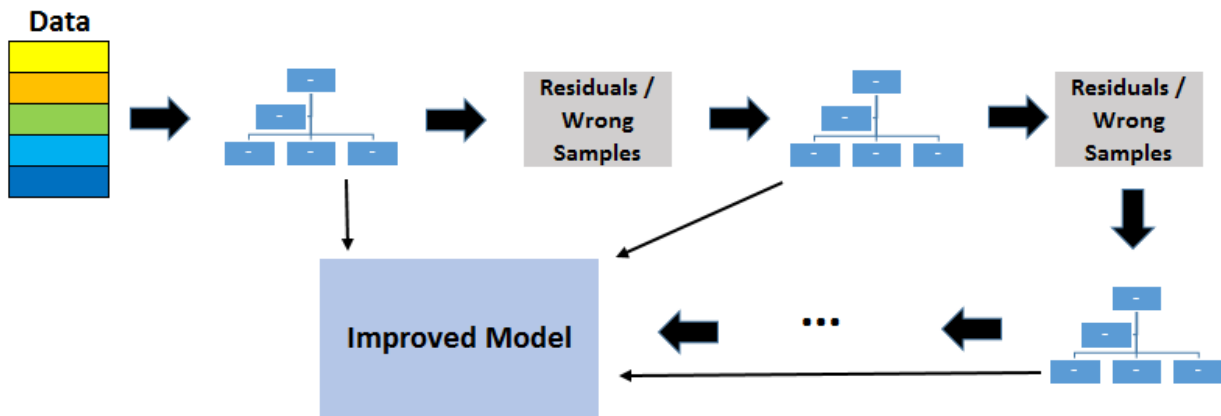 Data
-
-
- - -
Residuals /
Wrong
Samples
-
-
- - -
Residuals /
Wrong
Samples
Improved Model
...
-
-
- - -